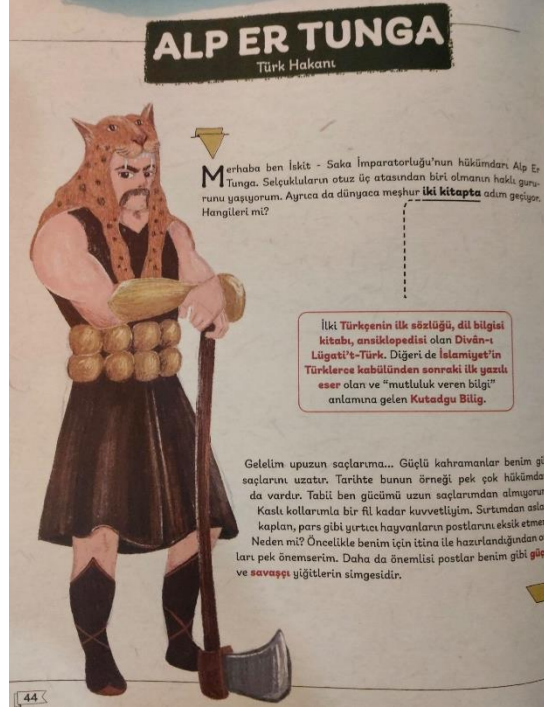 ALP ER TUNGA
Türk Hakanı
Merhaba ben İskit - Saka İmparatorluğu'nun hükümdarı Alp Er
Tunga. Selçukluların otuz üç atasından biri olmanın haklı guru-
runu yaşıyorum. Ayrıca da dünyaca meşhur iki kitapta adım geçiyor.
Hangileri mi?
İlki Türkçenin ilk sözlüğü, dil bilgisi
kitabı, ansiklopedisi olan Divân-ı
Lügati't-Türk. Diğeri de İslamiyet'in
Türklerce kabulünden sonraki ilk yazılı
eser olan ve “mutluluk veren bilgi”
anlamına gelen Kutadgu Bilig.
Gelelim upuzun saçlarıma... Güçlü kahramanlar benim gi
saçlarını uzatır. Tarihte bunun örneği pek çok hükümda
da vardır. Tabii ben gücümü uzun saçlarımdan almıyoru
Kaslı kollarımla bir fil kadar kuvvetliyim. Sırtımdan asla
kaplan, pars gibi yırtıcı hayvanların postlarını eksik etme
Neden mi? Öncelikle benim için itina ile hazırlandığından o
ları pek önemserim. Daha da önemlisi postlar benim gibi güç
ve savaşçı yiğitlerin simgesidir.
44